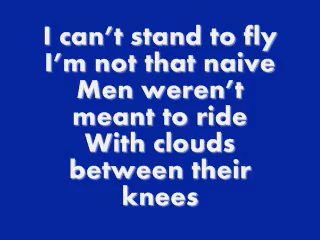 I can't stand to fly
I'm not that naive
Men weren't
meant to ride
With clouds
between their
knees